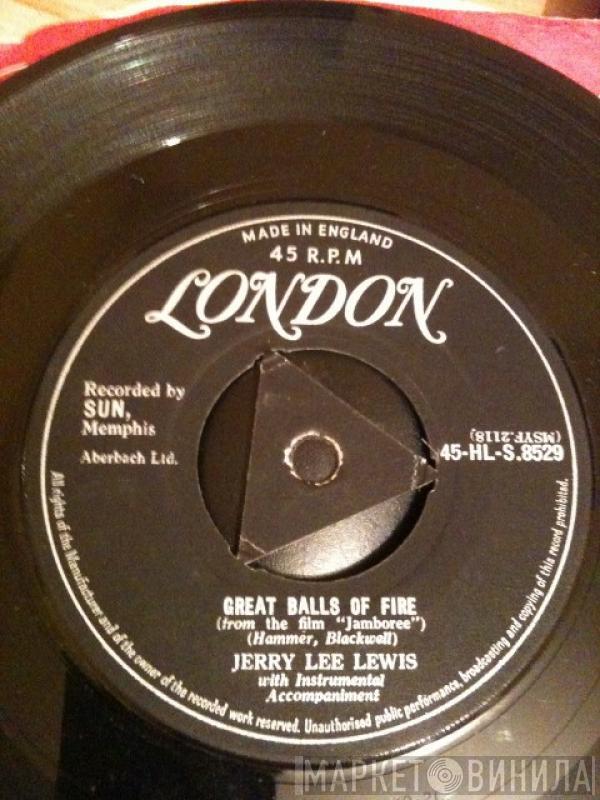 MADE IN ENGLAND
45 R.P.M
LONDON
Recorded by
SUN,
Memphis
Aberbach Ltd.
(MSYF.2118)
45-HL-S.8529
GREAT BALLS OF FIRE
(from the film "Jamboree")
(Hammer, Blackwell)
JERRY LEE LEWIS
with Instrumental
Accompaniment
All rights of the Manufacturer and of the owner of the recorded work reserved. Unauthorised public performance, broadcasting and copying of this record prohibited.
МАРКЕТ ВИНИЛА